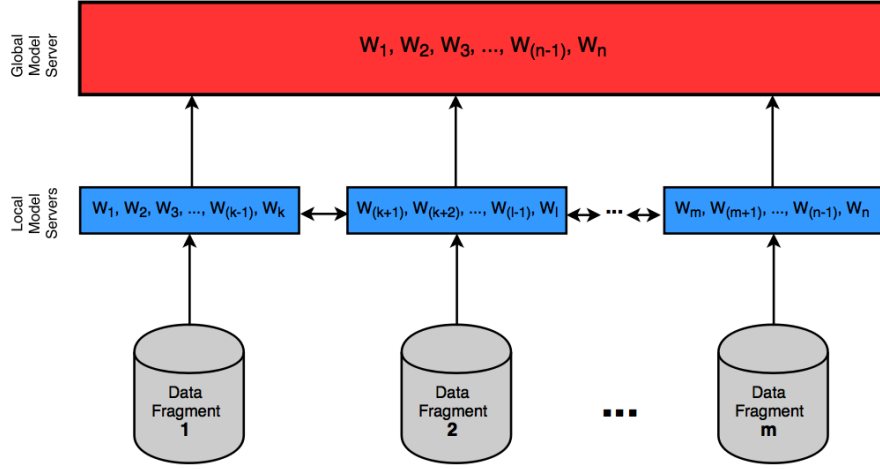 Global
Model
Server
W₁, W₂, W₃, ..., W₍ₙ₋₁₎, Wₙ
Local
Model
Servers
W₁, W₂, W₃, ..., W₍ₖ₋₁₎, Wₖ
W₍ₖ₊₁₎, W₍ₖ₊₂₎, ..., W₍ₗ₋₁₎, Wₗ
...
Wₘ, W₍ₘ₊₁₎, ..., W₍ₙ₋₁₎, Wₙ
Data
Fragment
1
Data
Fragment
2
...
Data
Fragment
m